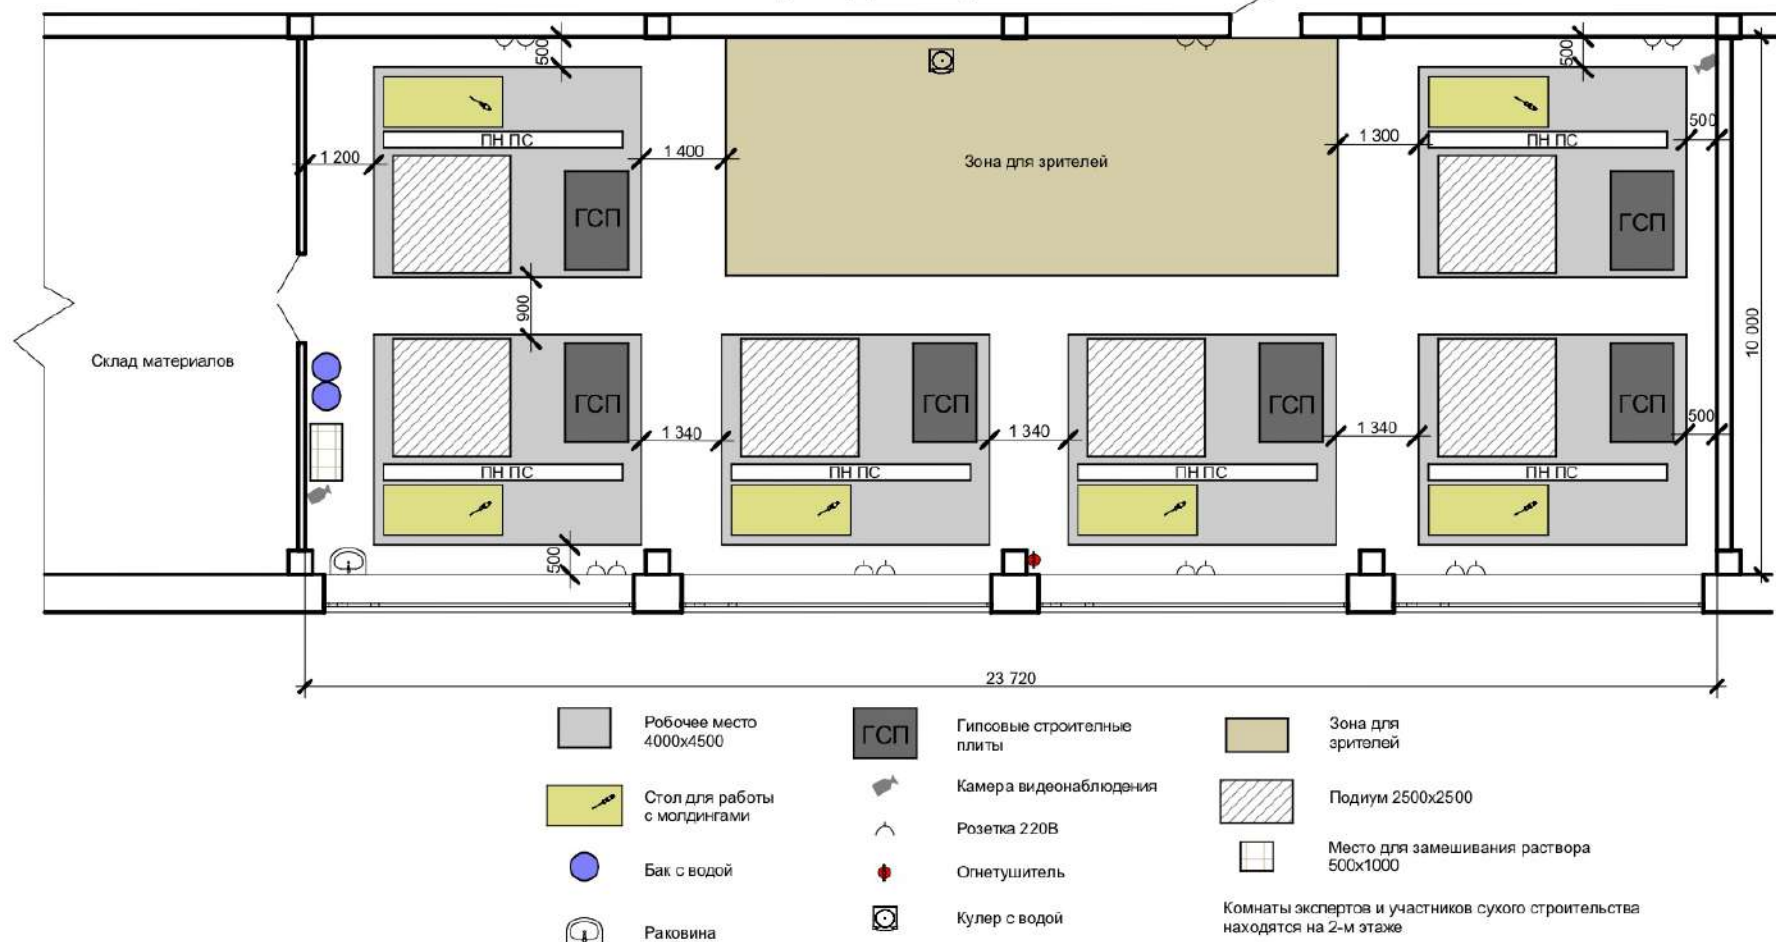 500
500
ПН ПС
ПН ПС
500
1 200
1 400
1 300
Зона для зрителей
ГСП
ГСП
900
10 000
Склад материалов
ГСП
ГСП
ГСП
ГСП
500
1 340
1 340
1 340
ПН ПС
ПН ПС
ПН ПС
ПН ПС
500
23 720
Робочее место
4000х4500
ГСП
Гипсовые строителные
плиты
Зона для
зрителей
Стол для работы
с молдингами
Камера видеонаблюдения
Подиум 2500х2500
Розетка 220В
Бак с водой
Огнетушитель
Место для замешивания раствора
500х1000
Раковина
Кулер с водой
Комнаты экспертов и участников сухого строительства
находятся на 2-м этаже